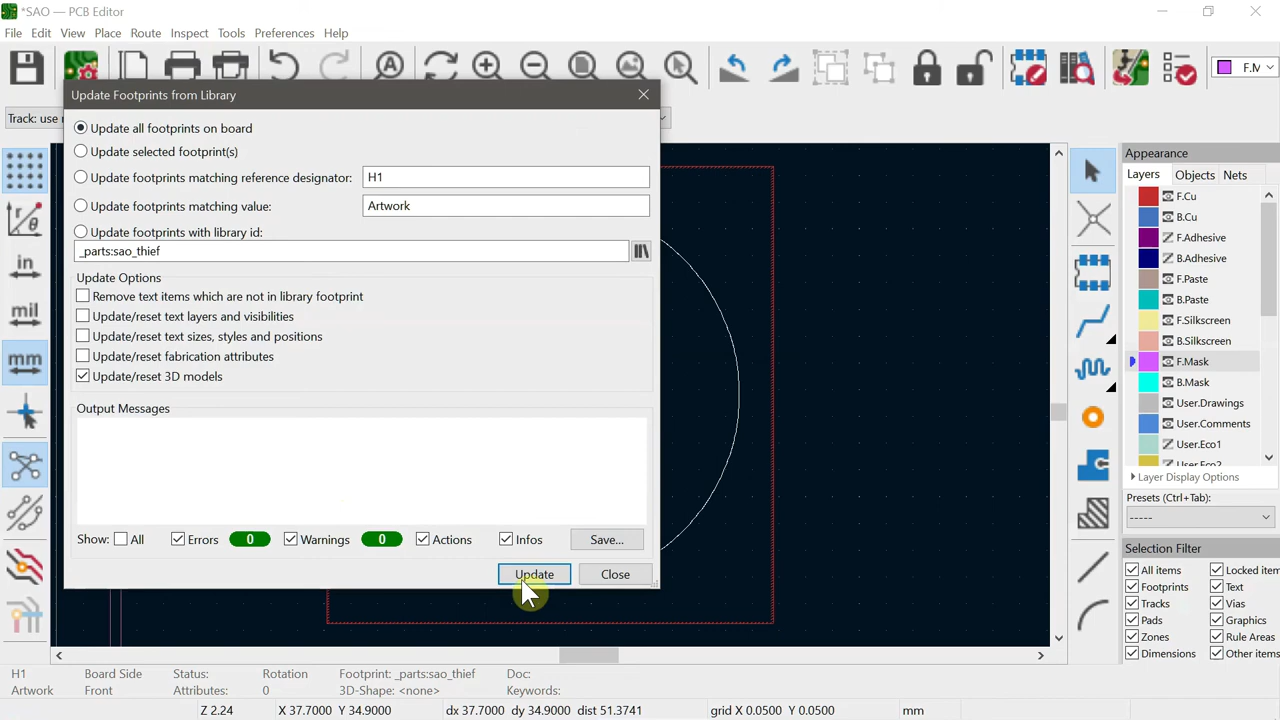 *SAO — PCB Editor
File Edit View Place Route Inspect Tools Preferences Help
F.M
Track: use
Update Footprints from Library
Update all footprints on board
Update selected footprint(s)
Update footprints matching reference designator: H1
Update footprints matching value: Artwork
Update footprints with library id:
_parts:sao_thief
Update Options
Remove text items which are not in library footprint
Update/reset text layers and visibilities
Update/reset text sizes, styles and positions
Update/reset fabrication attributes
Update/reset 3D models
Output Messages
Show: All Errors 0 Warnings 0 Actions Infos Save...
Update Close
in
mil
mm
Appearance
Layers Objects Nets
F.Cu
B.Cu
F.Adhesive
B.Adhesive
F.Paste
B.Paste
F.Silkscreen
B.Silkscreen
F.Mask
B.Mask
User.Drawings
User.Comments
User.Eco1
User.Eco2
Layer Display Options
Presets (Ctrl+Tab):
-----
Selection Filter
All items Locked item
Footprints Text
Tracks Vias
Pads Graphics
Zones Rule Areas
Dimensions Other items
H1 Board Side Status: Rotation Footprint: _parts:sao_thief Doc:
Artwork Front Attributes: 0 3D-Shape: <none> Keywords:
Z 2.24 X 37.7000 Y 34.9000 dx 37.7000 dy 34.9000 dist 51.3741 grid X 0.0500 Y 0.0500 mm